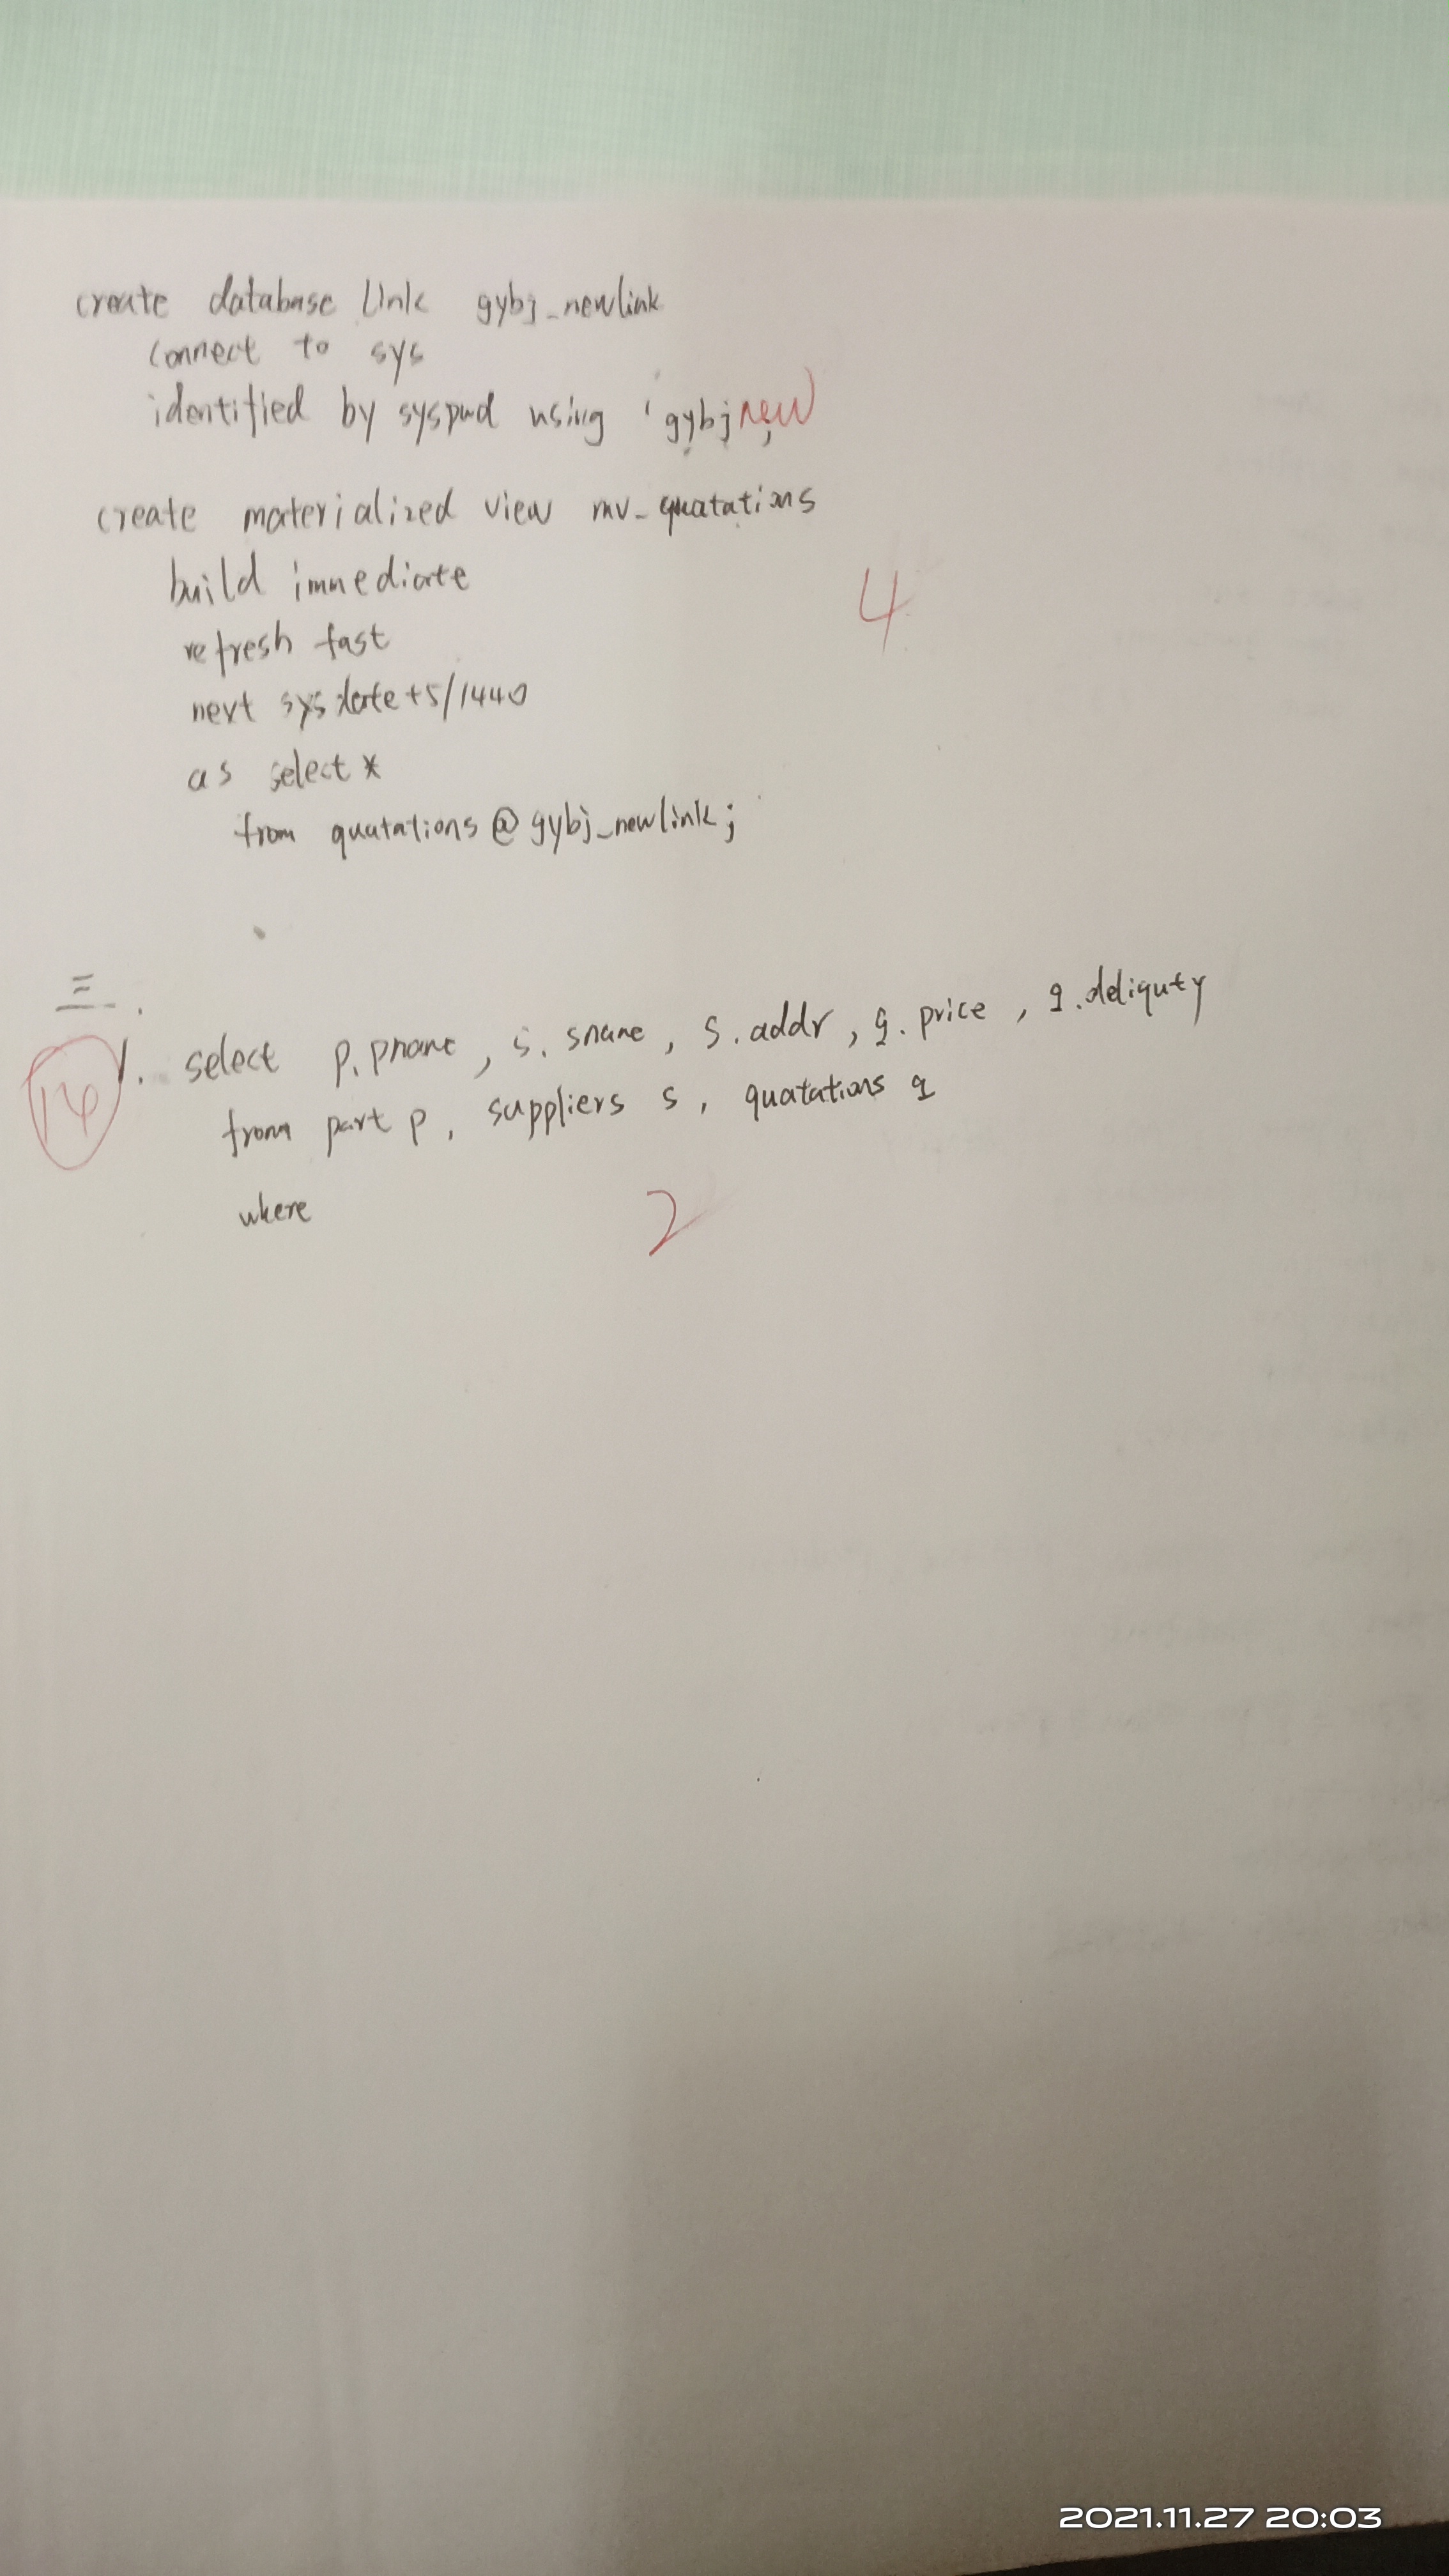 create database link gybj_newlink
connect to sys
identified by syspwd using 'gybjnew;
create materialized view mv_quatations
build immediate
refresh fast
next sysdate+5/1440
as select *
from quatations@gybj_newlink;
4
三.
14
1. select p.pname, s.sname, s.addr, q.price, q.deliquty
from part p, suppliers s, quatations q
where
2
2021.11.27 20:03